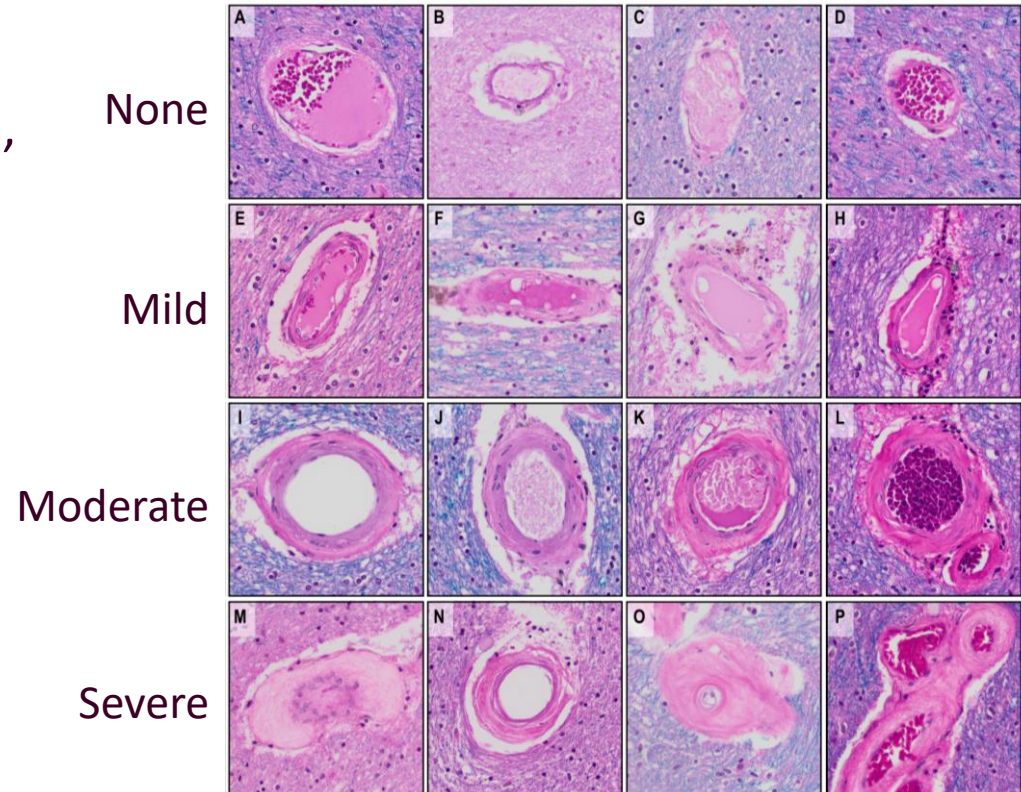 A B C D
,
None
E F G H
Mild
I J K L
Moderate
M N O P
Severe